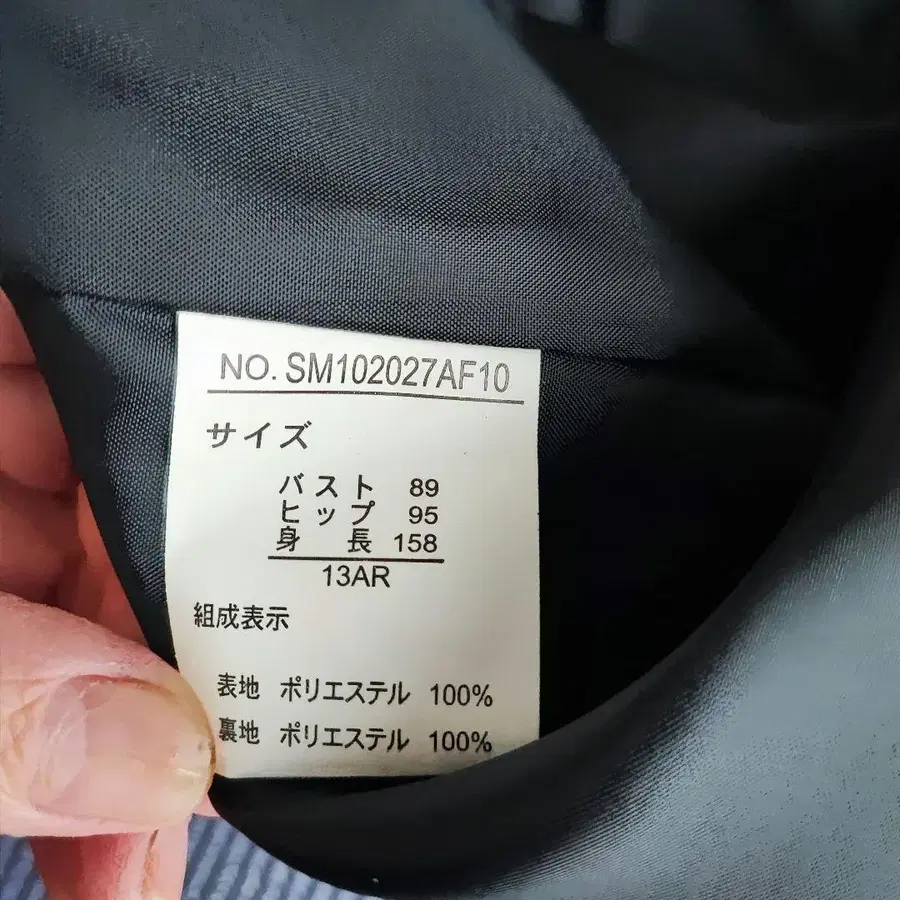 NO. SM102027AF10
サイズ
バスト 89
ヒップ 95
身長 158
13AR
組成表示
表地 ポリエステル 100%
裏地 ポリエステル 100%